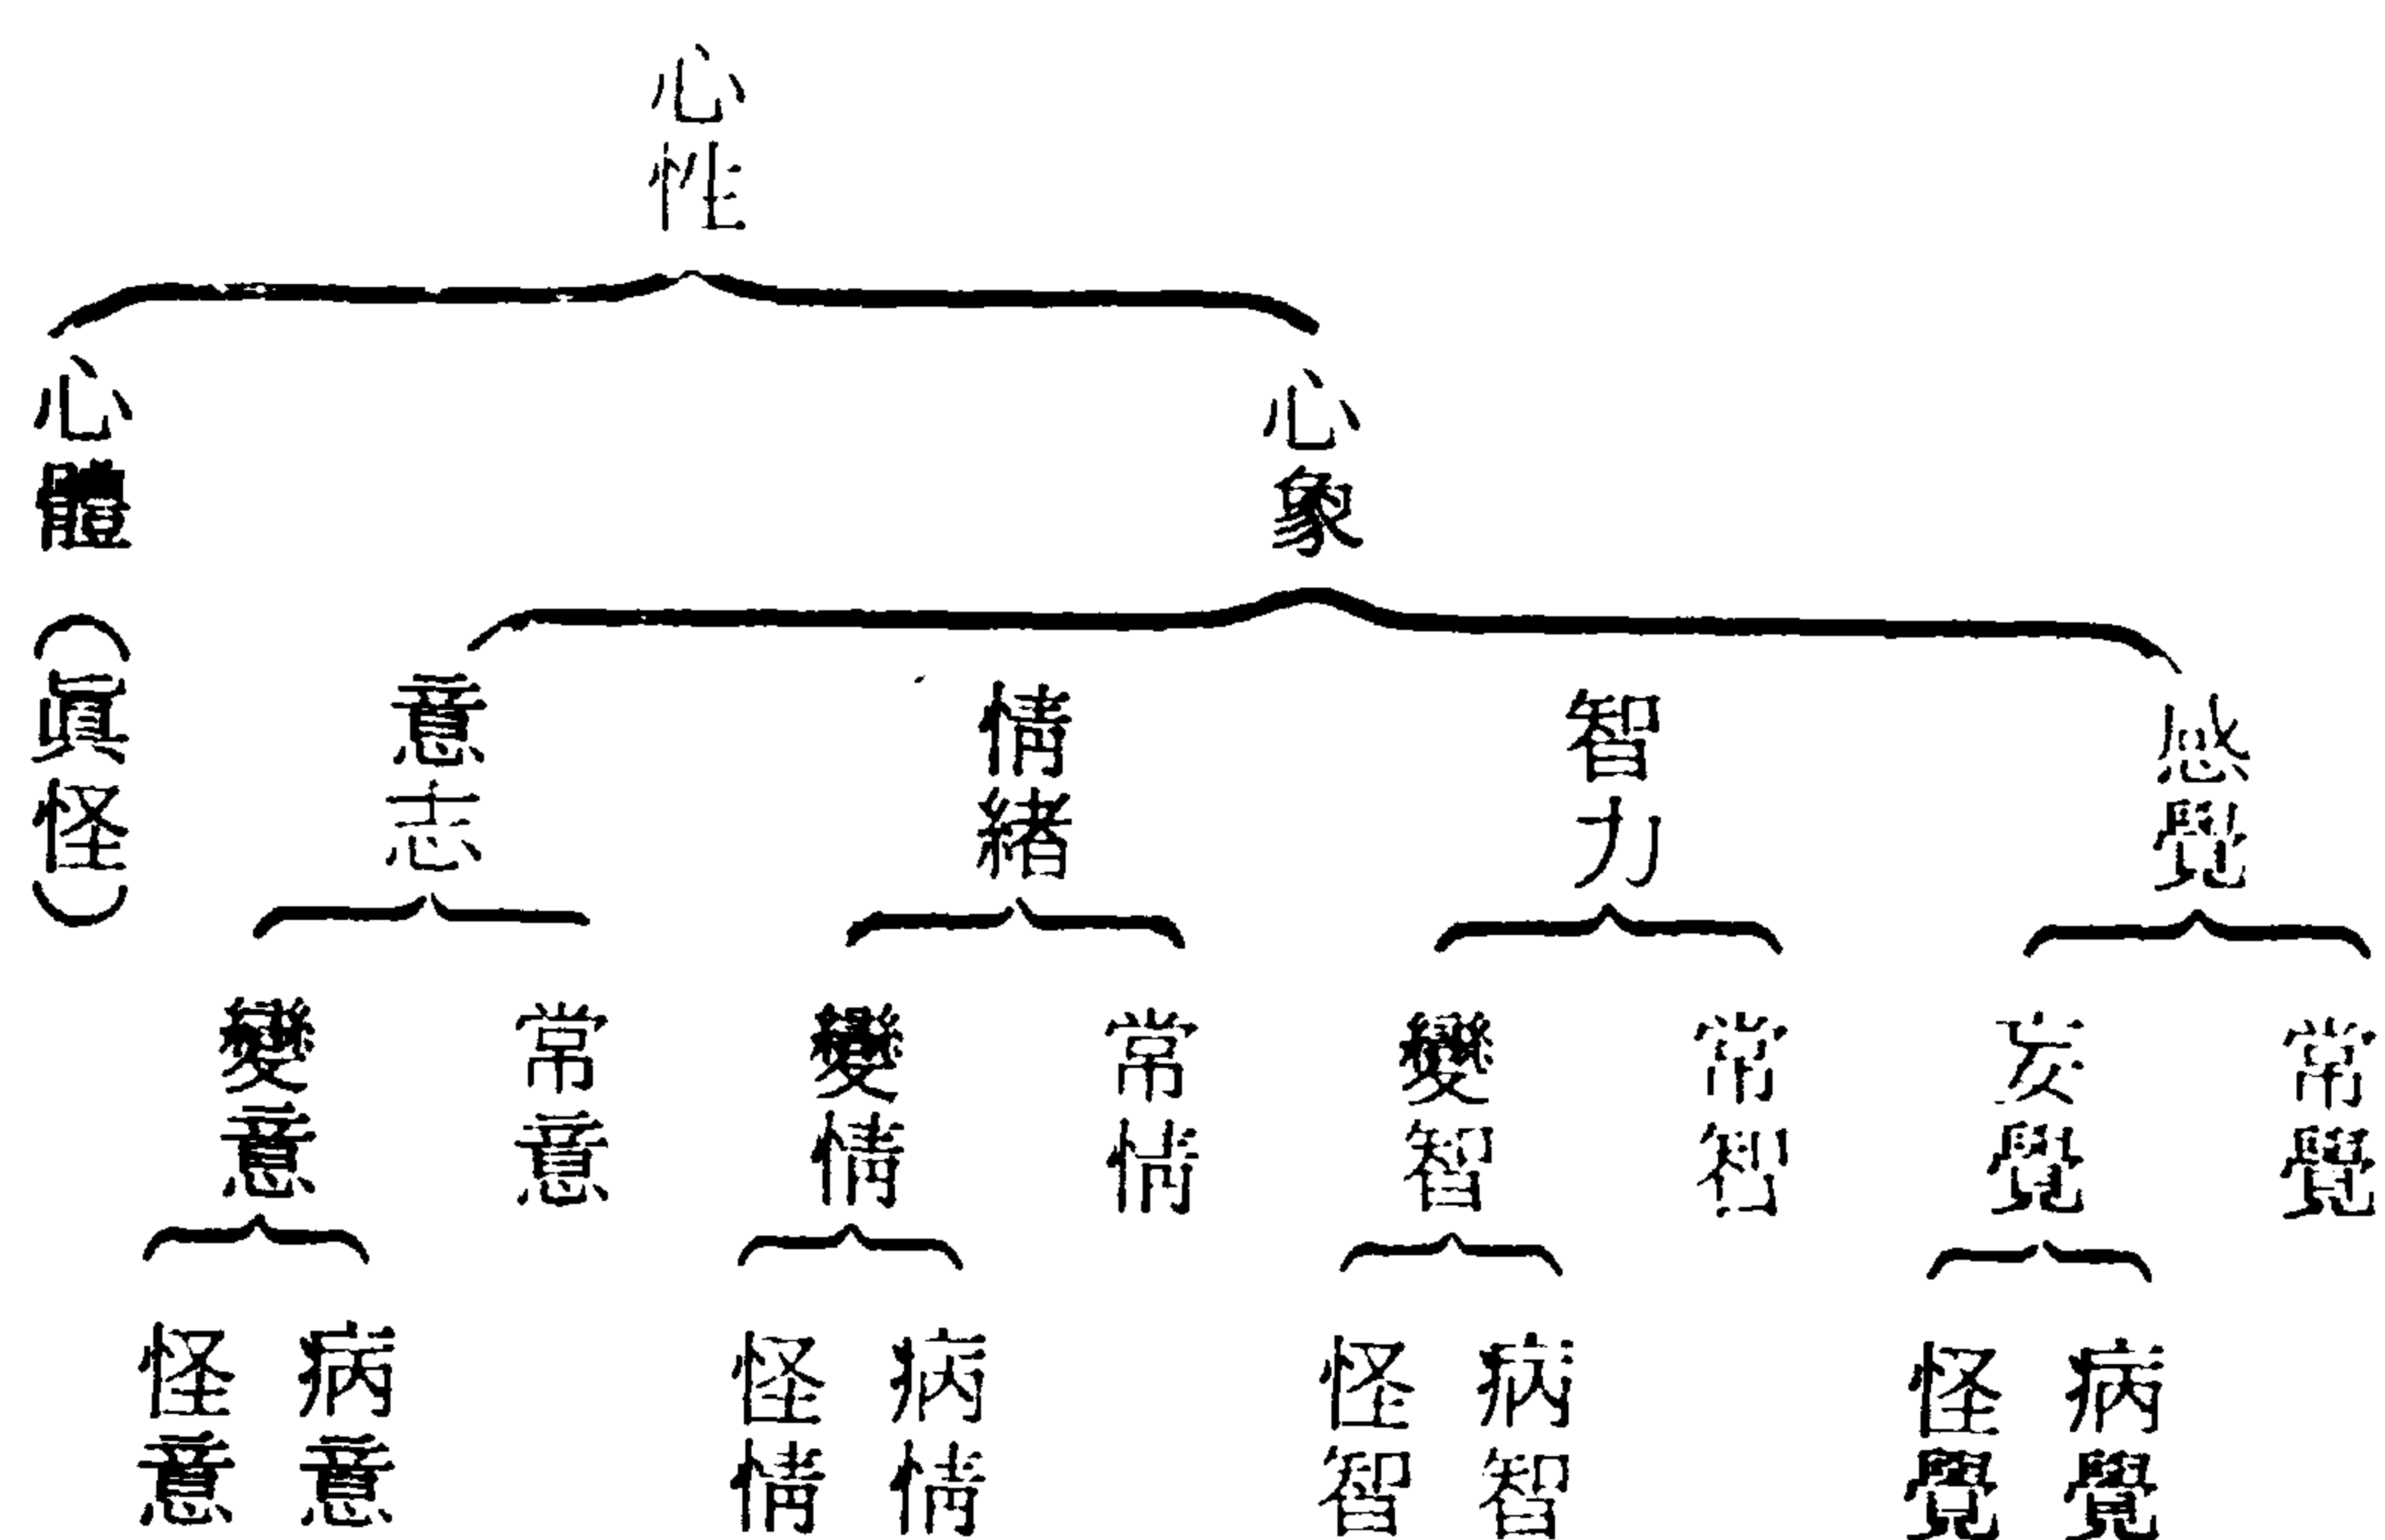 心性
心象
心體（眞怪）
感覺
智力
情緒
意志
常覺
妄覺
常智
變智
常情
變情
常意
變意
病覺
怪覺
病智
怪智
病情
怪情
病意
怪意